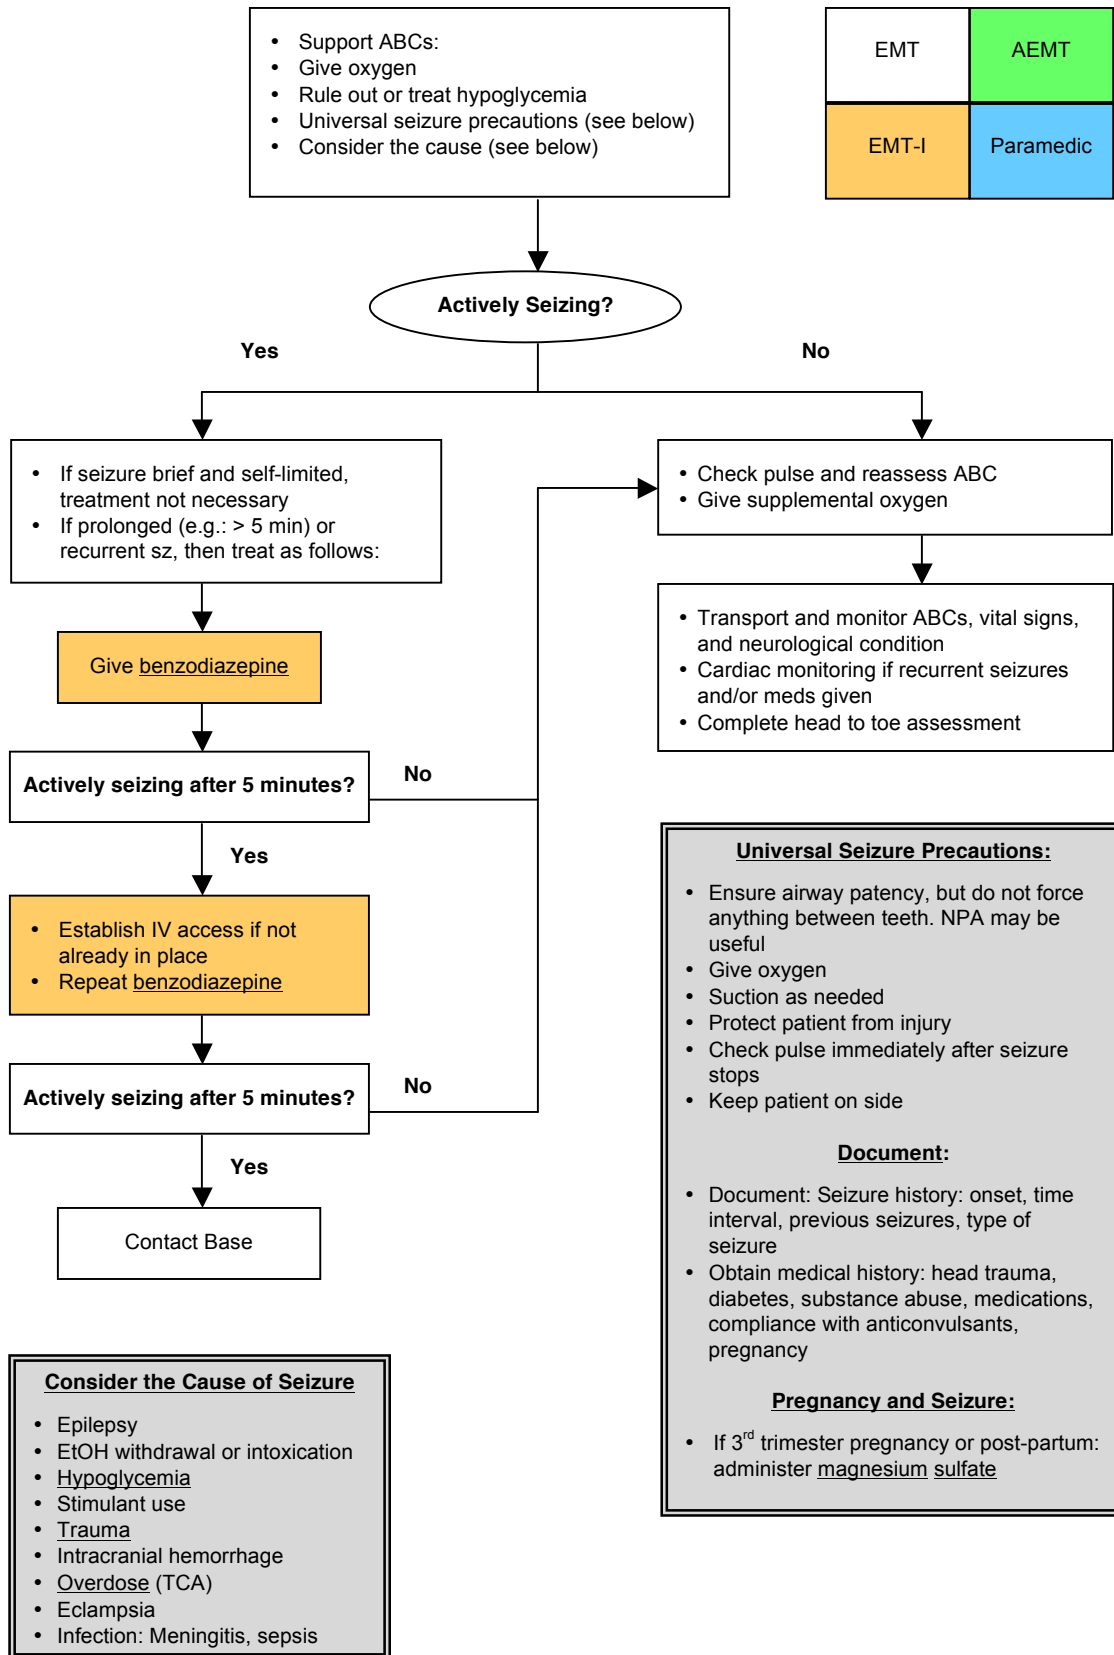 • Support ABCs:
• Give oxygen
• Rule out or treat hypoglycemia
• Universal seizure precautions (see below)
• Consider the cause (see below)
EMT
AEMT
EMT-I
Paramedic
Actively Seizing?
Yes
No
• If seizure brief and self-limited,
treatment not necessary
• If prolonged (e.g.: > 5 min) or
recurrent sz, then treat as follows:
• Check pulse and reassess ABC
• Give supplemental oxygen
Give benzodiazepine
• Transport and monitor ABCs, vital signs,
and neurological condition
• Cardiac monitoring if recurrent seizures
and/or meds given
• Complete head to toe assessment
Actively seizing after 5 minutes?
No
Yes
• Establish IV access if not
already in place
• Repeat benzodiazepine
Actively seizing after 5 minutes?
No
Yes
Contact Base
Universal Seizure Precautions:
• Ensure airway patency, but do not force
anything between teeth. NPA may be
useful
• Give oxygen
• Suction as needed
• Protect patient from injury
• Check pulse immediately after seizure
stops
• Keep patient on side
Document:
• Document: Seizure history: onset, time
interval, previous seizures, type of
seizure
• Obtain medical history: head trauma,
diabetes, substance abuse, medications,
compliance with anticonvulsants,
pregnancy
Pregnancy and Seizure:
• If 3rd trimester pregnancy or post-partum:
administer magnesium sulfate
Consider the Cause of Seizure
• Epilepsy
• EtOH withdrawal or intoxication
• Hypoglycemia
• Stimulant use
• Trauma
• Intracranial hemorrhage
• Overdose (TCA)
• Eclampsia
• Infection: Meningitis, sepsis